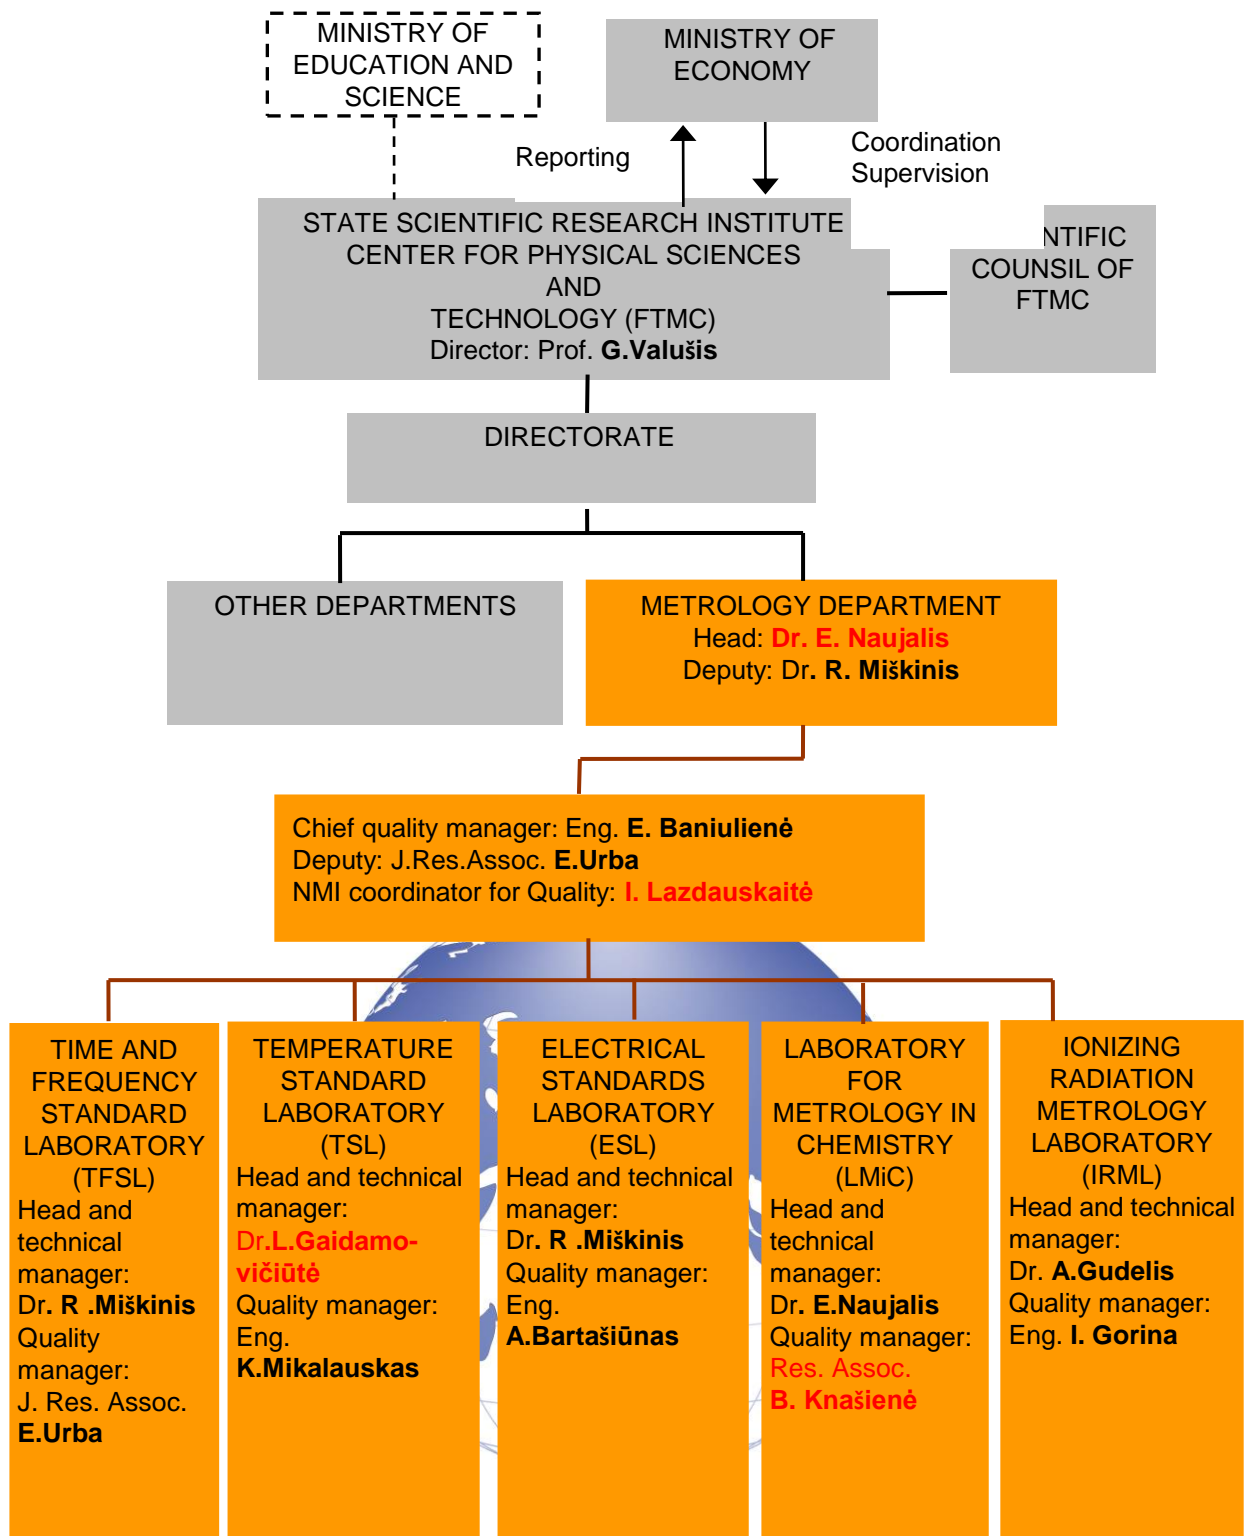 MINISTRY OF
EDUCATION AND
SCIENCE
MINISTRY OF
ECONOMY
Reporting
Coordination
Supervision
STATE SCIENTIFIC RESEARCH INSTITUTE
CENTER FOR PHYSICAL SCIENCES
AND
TECHNOLOGY (FTMC)
Director: Prof. G.Valušis
NTIFIC
COUNSIL OF
FTMC
DIRECTORATE
OTHER DEPARTMENTS
METROLOGY DEPARTMENT
Head: Dr. E. Naujalis
Deputy: Dr. R. Miškinis
Chief quality manager: Eng. E. Baniulienė
Deputy: J.Res.Assoc. E.Urba
NMI coordinator for Quality: I. Lazdauskaitė
TIME AND
FREQUENCY
STANDARD
LABORATORY
(TFSL)
Head and
technical
manager:
Dr. R .Miškinis
Quality
manager:
J. Res. Assoc.
E.Urba
TEMPERATURE
STANDARD
LABORATORY
(TSL)
Head and technical
manager:
Dr.L.Gaidamo-
vičiūtė
Quality manager:
Eng.
K.Mikalauskas
ELECTRICAL
STANDARDS
LABORATORY
(ESL)
Head and technical
manager:
Dr. R .Miškinis
Quality manager:
Eng.
A.Bartašiūnas
LABORATORY
FOR
METROLOGY IN
CHEMISTRY
(LMiC)
Head and
technical
manager:
Dr. E.Naujalis
Quality manager:
Res. Assoc.
B. Knašienė
IONIZING
RADIATION
METROLOGY
LABORATORY
(IRML)
Head and technical
manager:
Dr. A.Gudelis
Quality manager:
Eng. I. Gorina